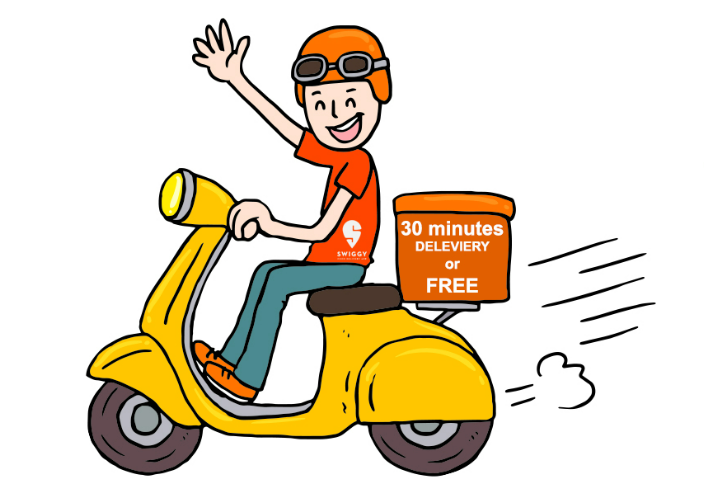 30 minutes
DELEVIERY
or
FREE
SWIGGY